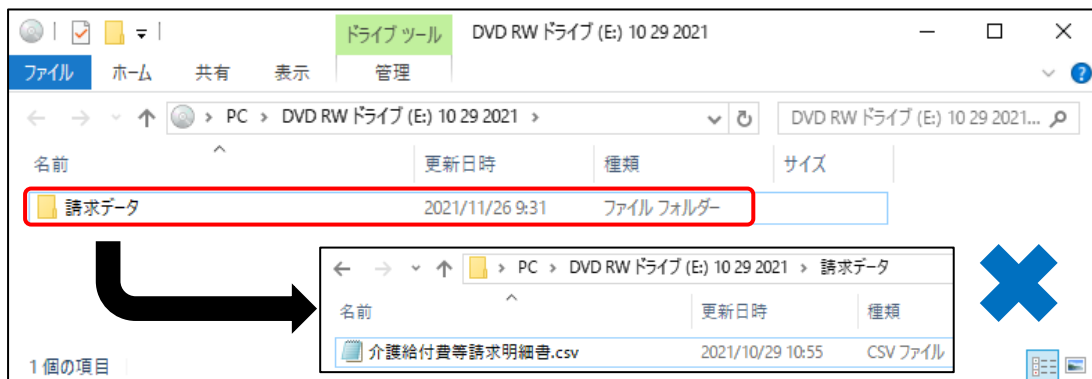 ドライブ ツール DVD RW ドライブ (E:) 10 29 2021
ファイル ホーム 共有 表示 管理
PC > DVD RW ドライブ (E:) 10 29 2021 > DVD RW ドライブ (E:) 10 29 2021...
名前 更新日時 種類 サイズ
請求データ 2021/11/26 9:31 ファイル フォルダー
PC > DVD RW ドライブ (E:) 10 29 2021 > 請求データ
名前 更新日時 種類
介護給付費等請求明細書.csv 2021/10/29 10:55 CSV ファイル
1 個の項目